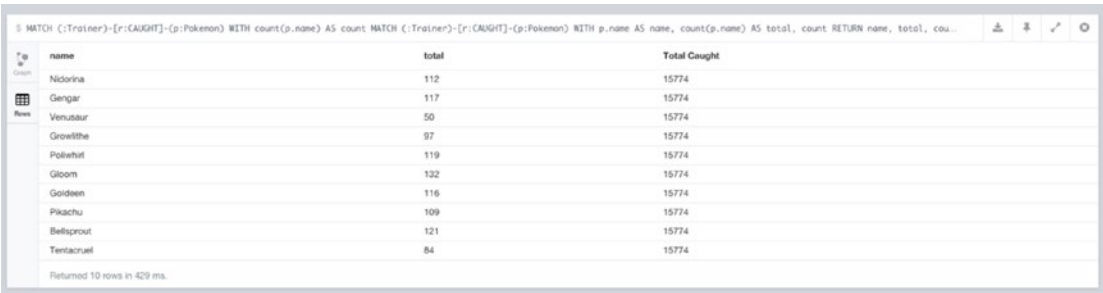 $ MATCH (:Trainer)-[r:CAUGHT]-(p:Pokemon) WITH count(p.name) AS count MATCH (:Trainer)-[r:CAUGHT]-(p:Pokemon) WITH p.name AS name, count(p.name) AS total, count RETURN name, total, cou…
Graph
Rows
name total Total Caught
Nidorina 112 15774
Gengar 117 15774
Venusaur 50 15774
Growlithe 97 15774
Poliwhirl 119 15774
Gloom 132 15774
Goldeen 116 15774
Pikachu 109 15774
Bellsprout 121 15774
Tentacruel 84 15774
Returned 10 rows in 429 ms.